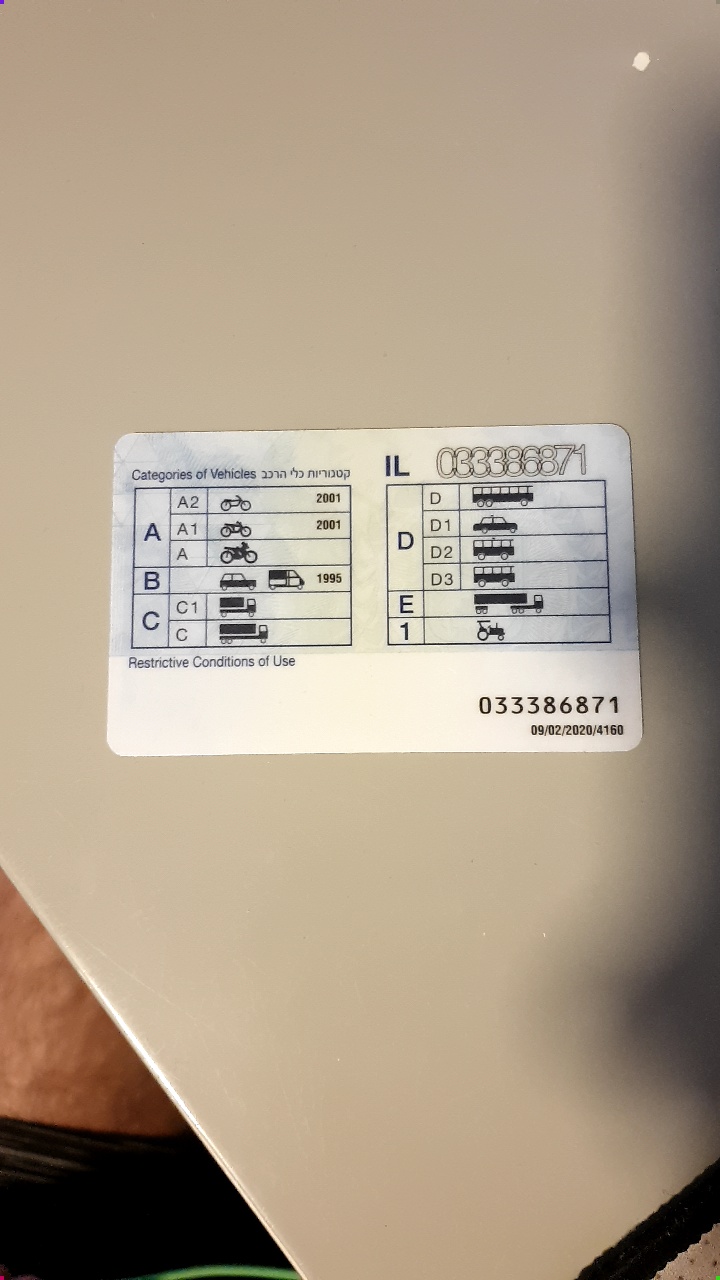 Categories of Vehicles קטגוריות כלי הרכב
A
A2 2001
A1 2001
A
B 1995
C
C1
C
Restrictive Conditions of Use
IL 033386871
D
D
D1
D2
D3
E
1
033386871
09/02/2020/4160